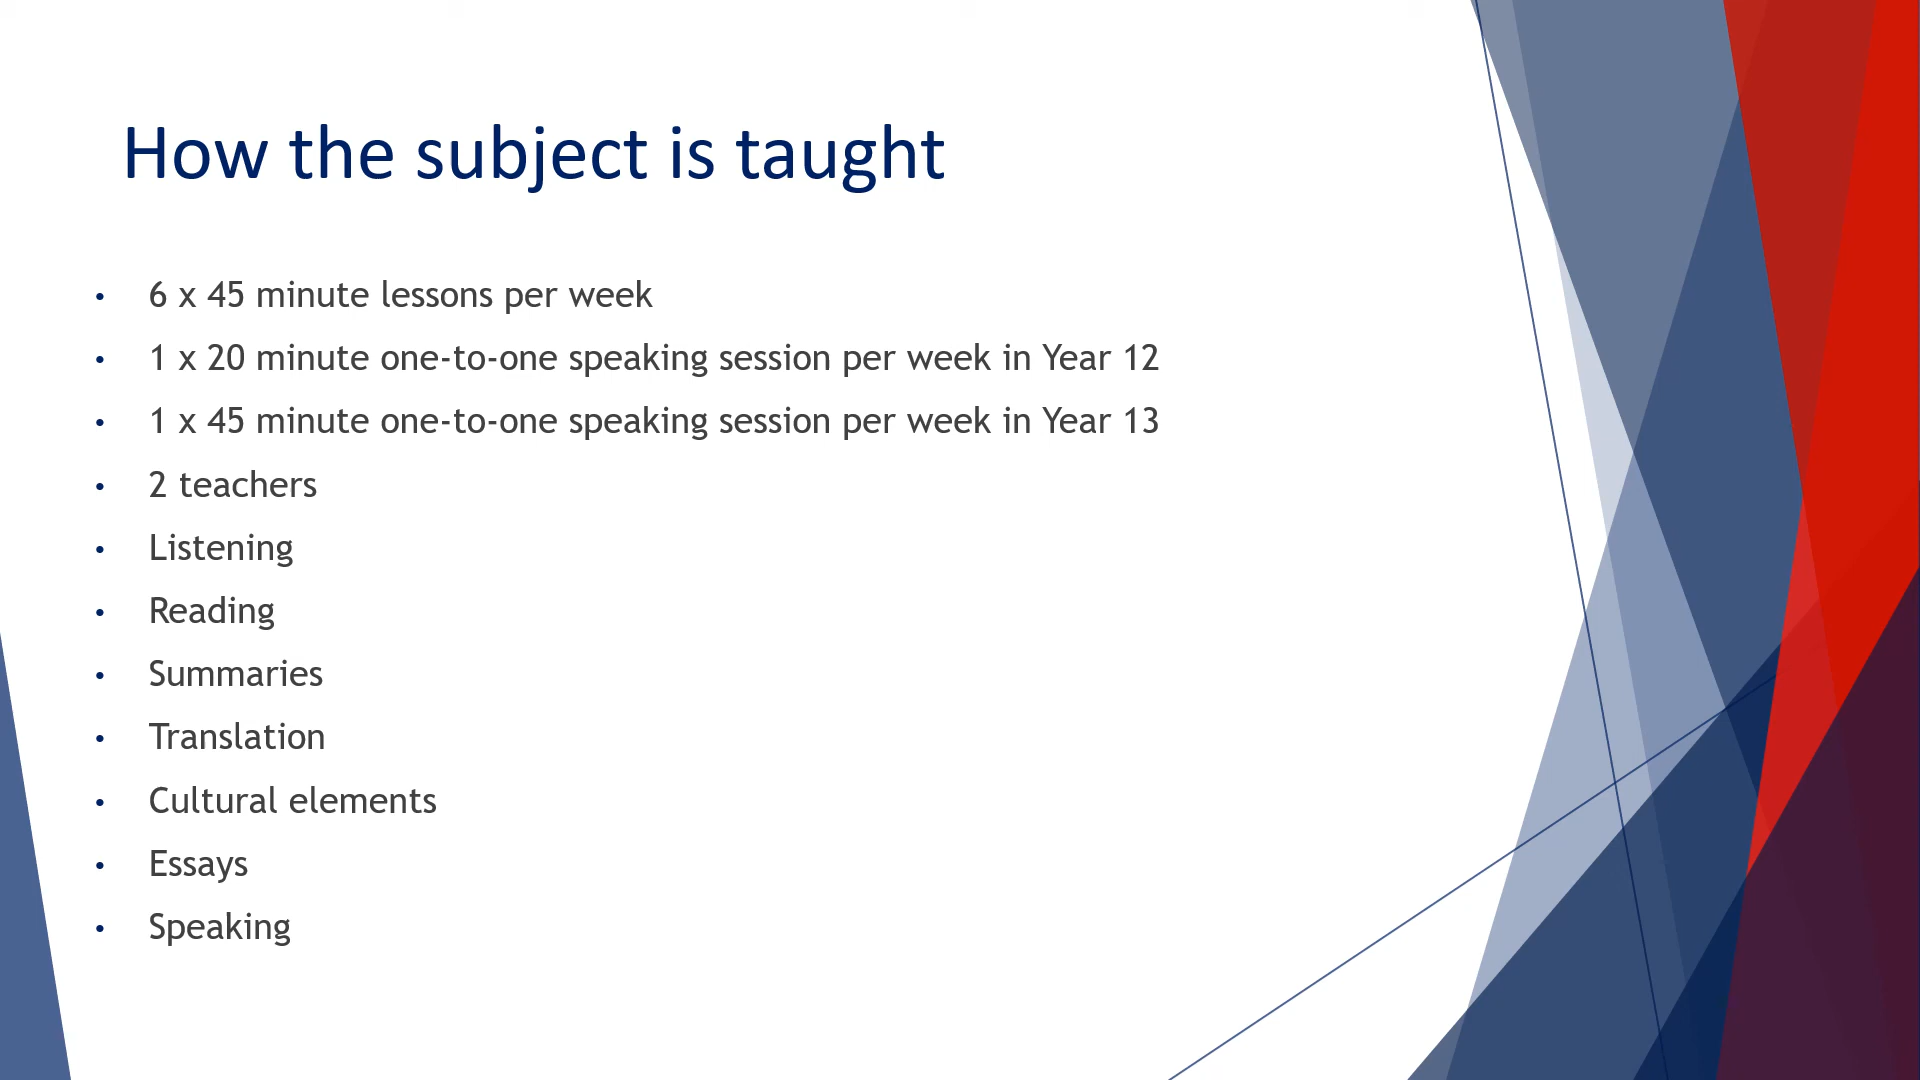 How the subject is taught
• 6 x 45 minute lessons per week
• 1 x 20 minute one-to-one speaking session per week in Year 12
• 1 x 45 minute one-to-one speaking session per week in Year 13
• 2 teachers
• Listening
• Reading
• Summaries
• Translation
• Cultural elements
• Essays
• Speaking